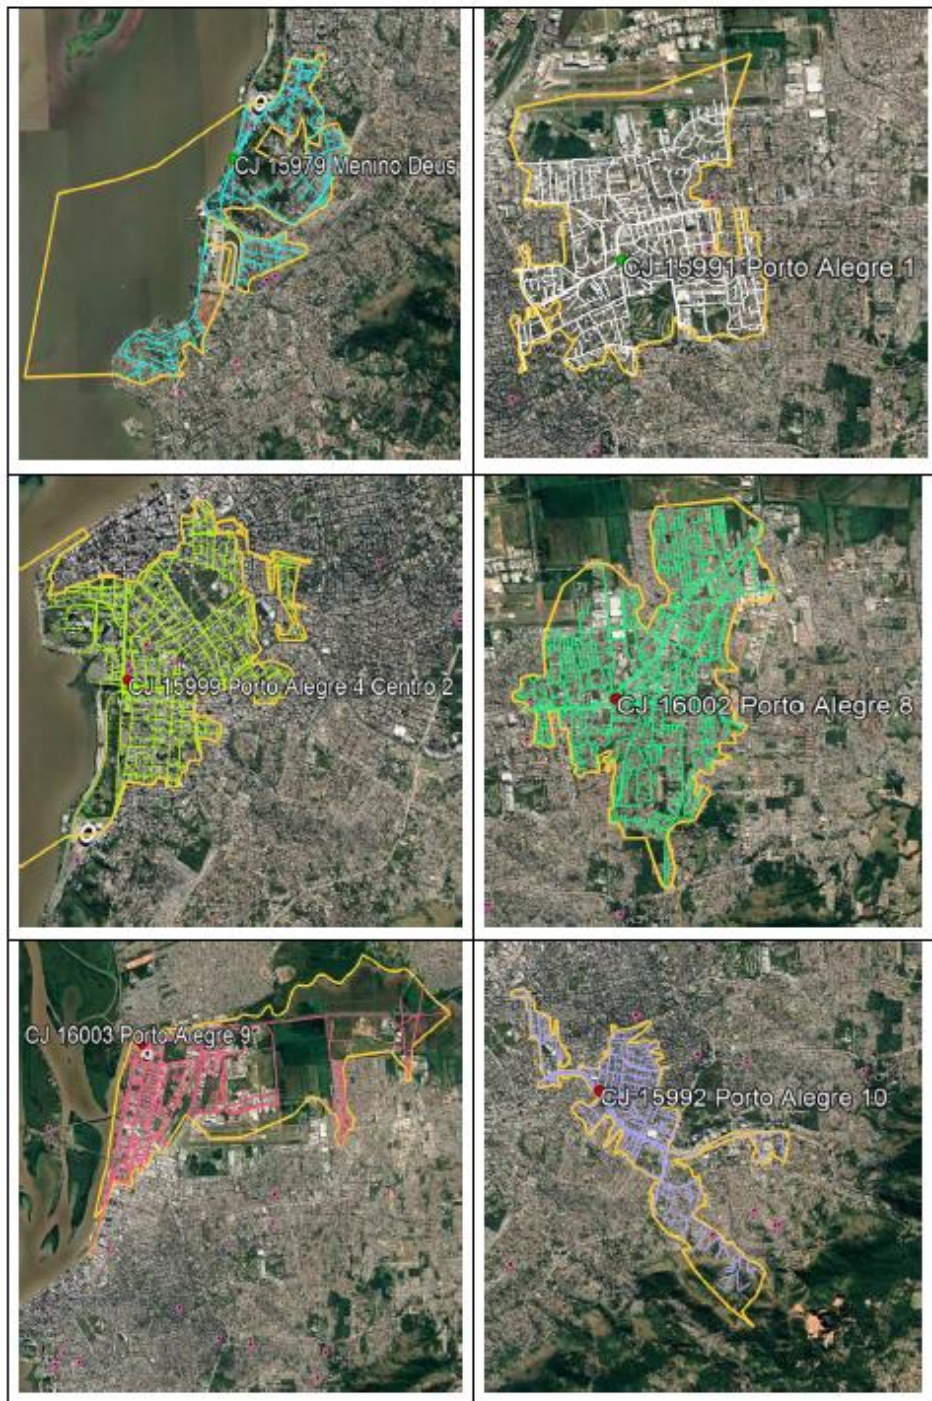 CJ 15979 Menino Deus
CJ 15991 Porto Alegre 1
CJ 15999 Porto Alegre 4 Centro 2
CJ 16002 Porto Alegre 8
CJ 16003 Porto Alegre 9
CJ 15992 Porto Alegre 10